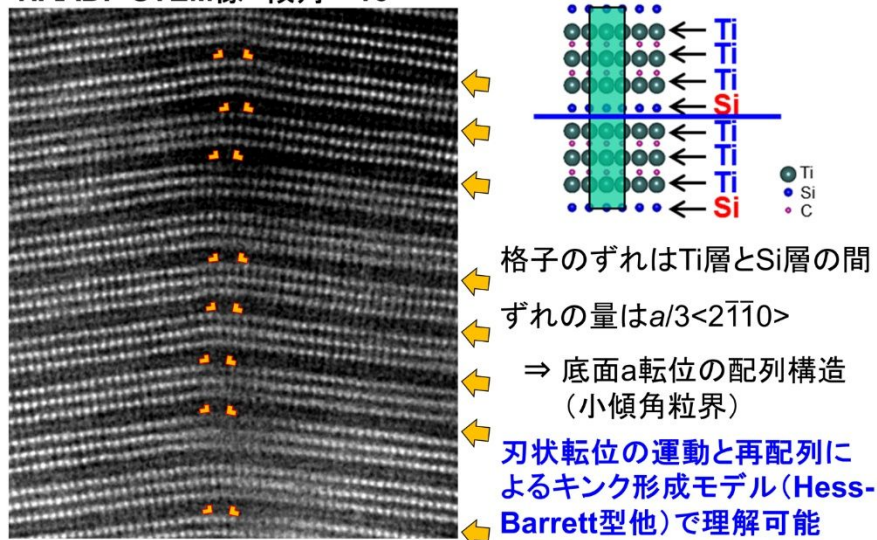 Ti
Ti
Ti
Si
Ti
Ti
Ti
Si
Ti
Si
C
格子のずれはTi層とSi層の間
ずれの量はa/3<21̅1̅0>
⇒ 底面a転位の配列構造
（小傾角粒界）
刃状転位の運動と再配列に
よるキンク形成モデル（Hess-
Barrett型他）で理解可能